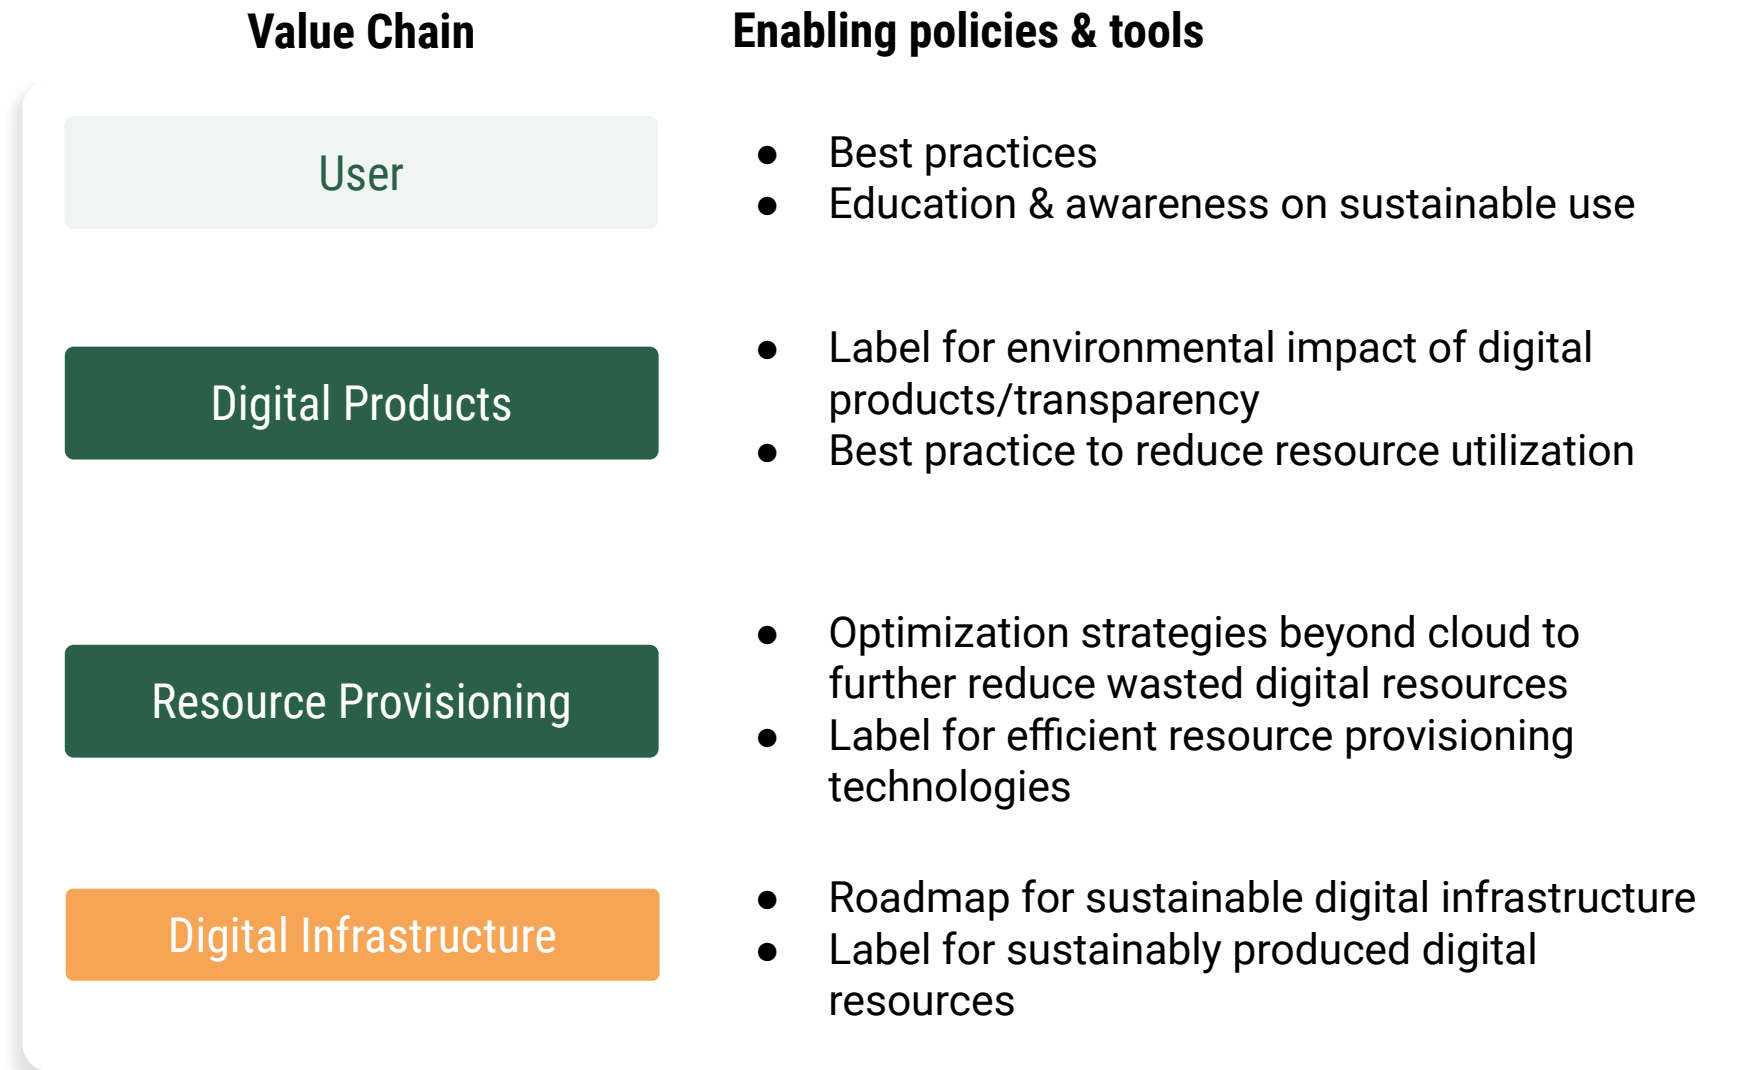 Value Chain
Enabling policies & tools
User
● Best practices
● Education & awareness on sustainable use
Digital Products
● Label for environmental impact of digital
products/transparency
● Best practice to reduce resource utilization
Resource Provisioning
● Optimization strategies beyond cloud to
further reduce wasted digital resources
● Label for efficient resource provisioning
technologies
Digital Infrastructure
● Roadmap for sustainable digital infrastructure
● Label for sustainably produced digital
resources